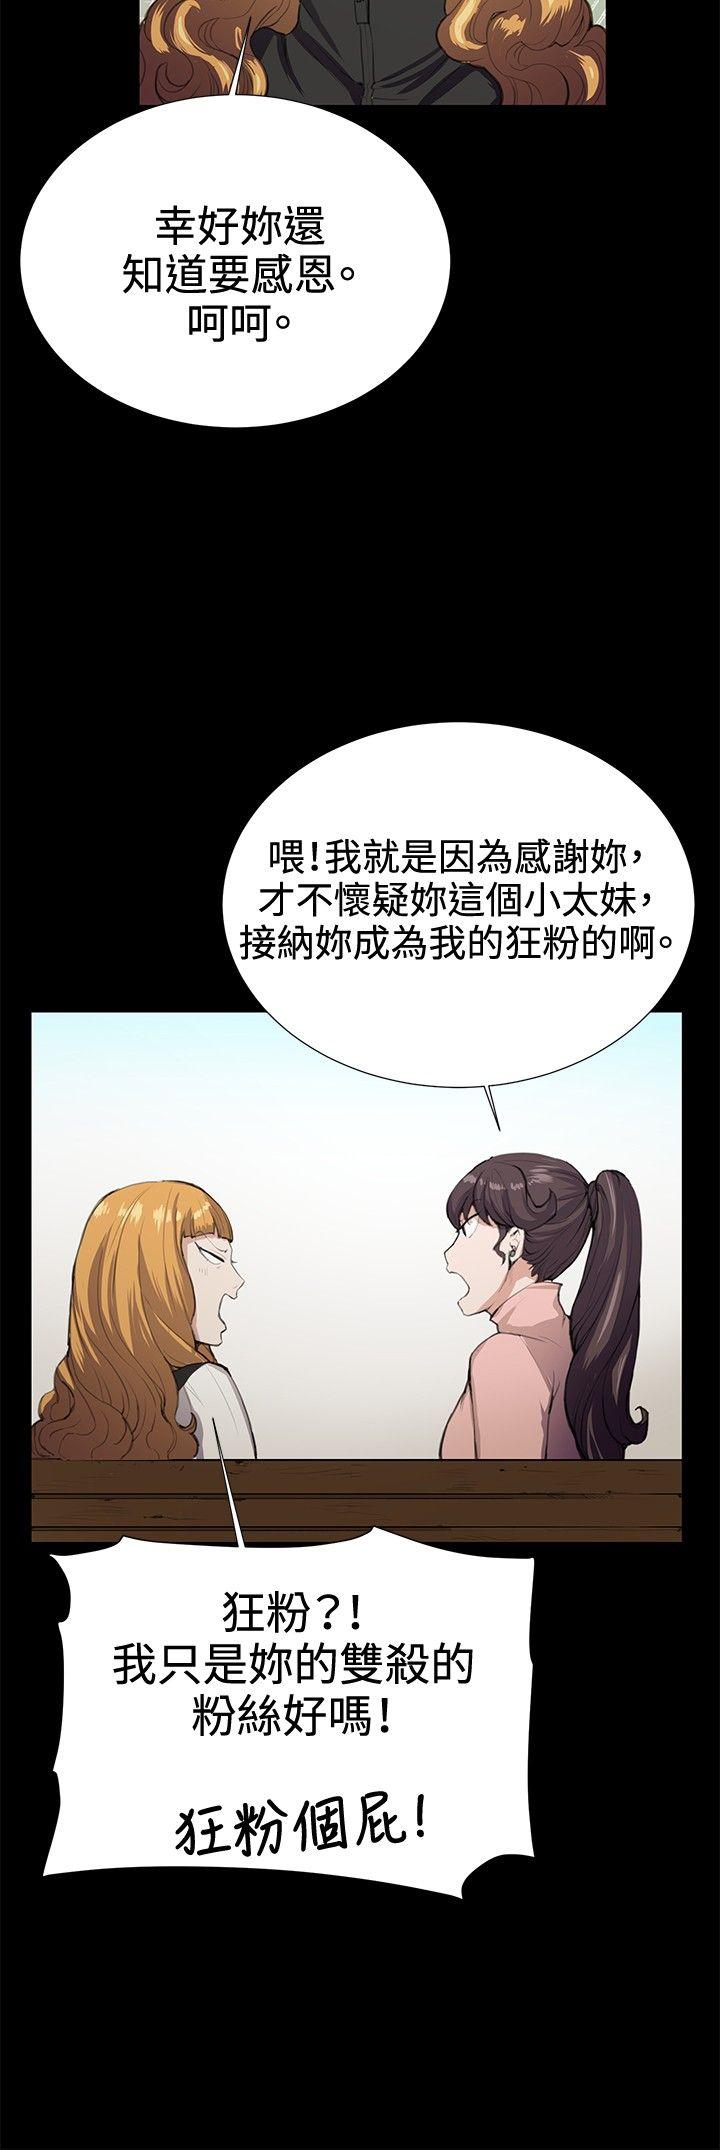 幸好妳還
知道要感恩。
呵呵。
喂！我就是因為感謝妳，
才不懷疑妳這個小太妹，
接納妳成為我的狂粉的啊。
狂粉？！
我只是妳的雙殺的
粉絲好嗎！
狂粉個屁！